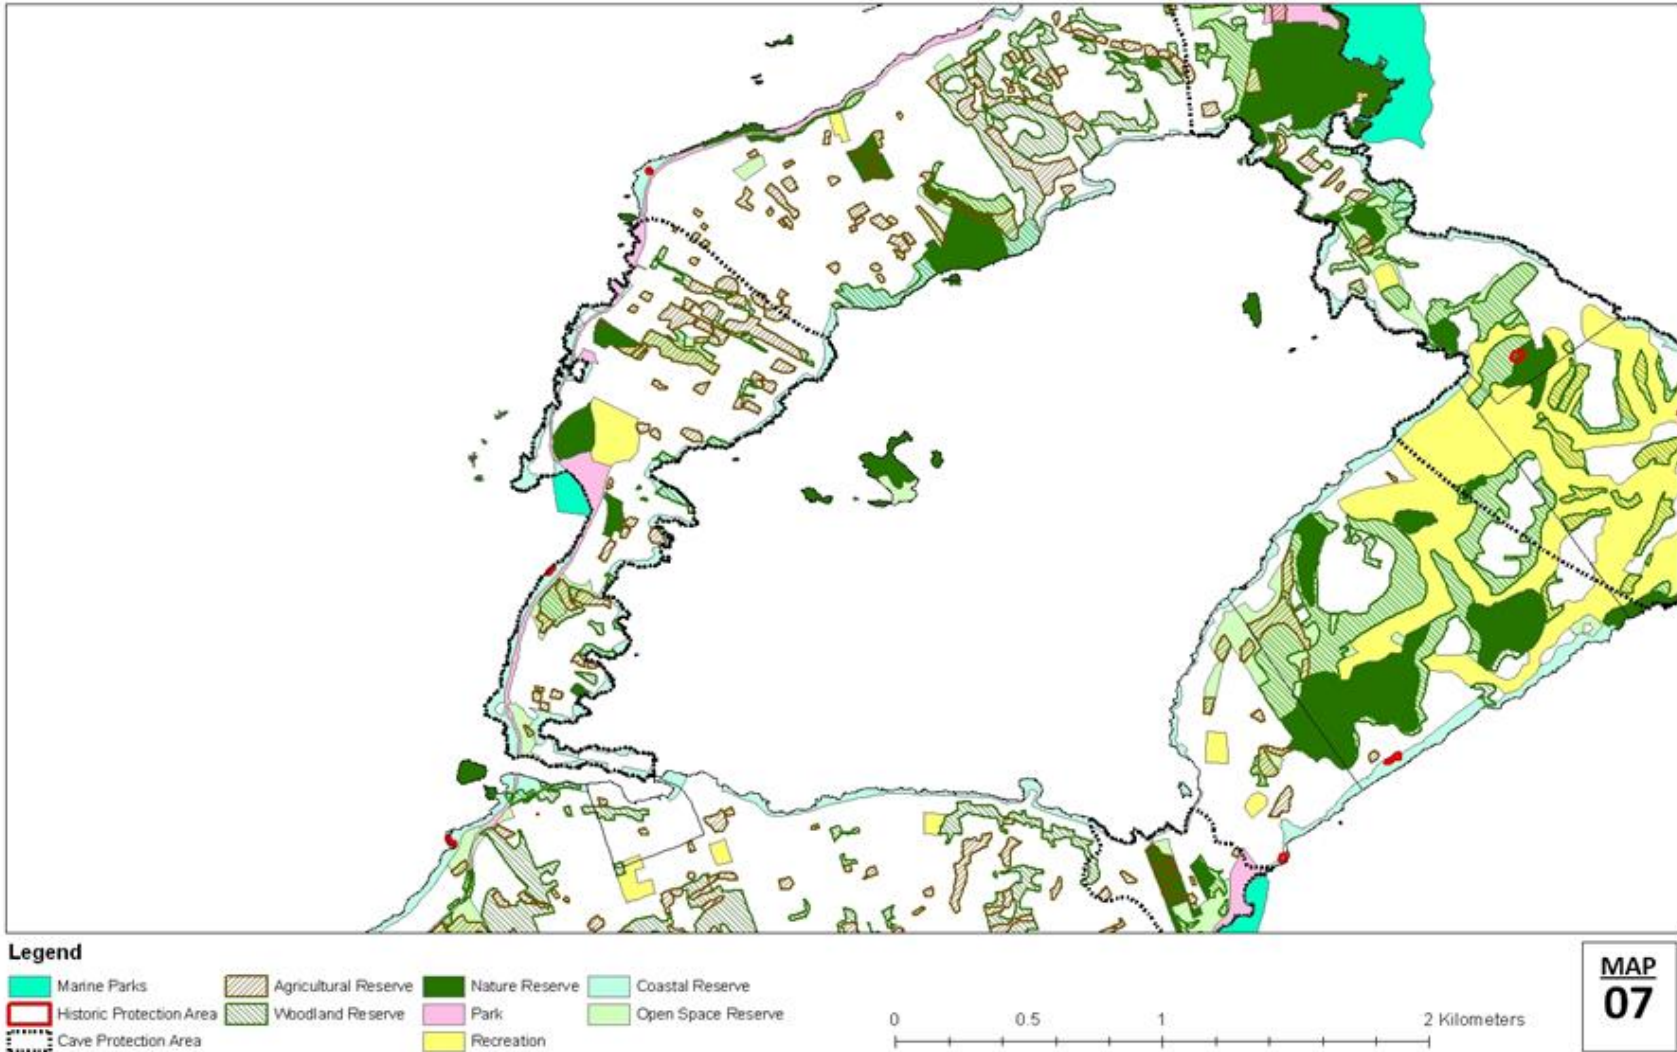 Legend
Marine Parks
Agricultural Reserve
Nature Reserve
Coastal Reserve
Historic Protection Area
Woodland Reserve
Park
Open Space Reserve
Cave Protection Area
Recreation
0 0.5 1 2 Kilometers
MAP
07